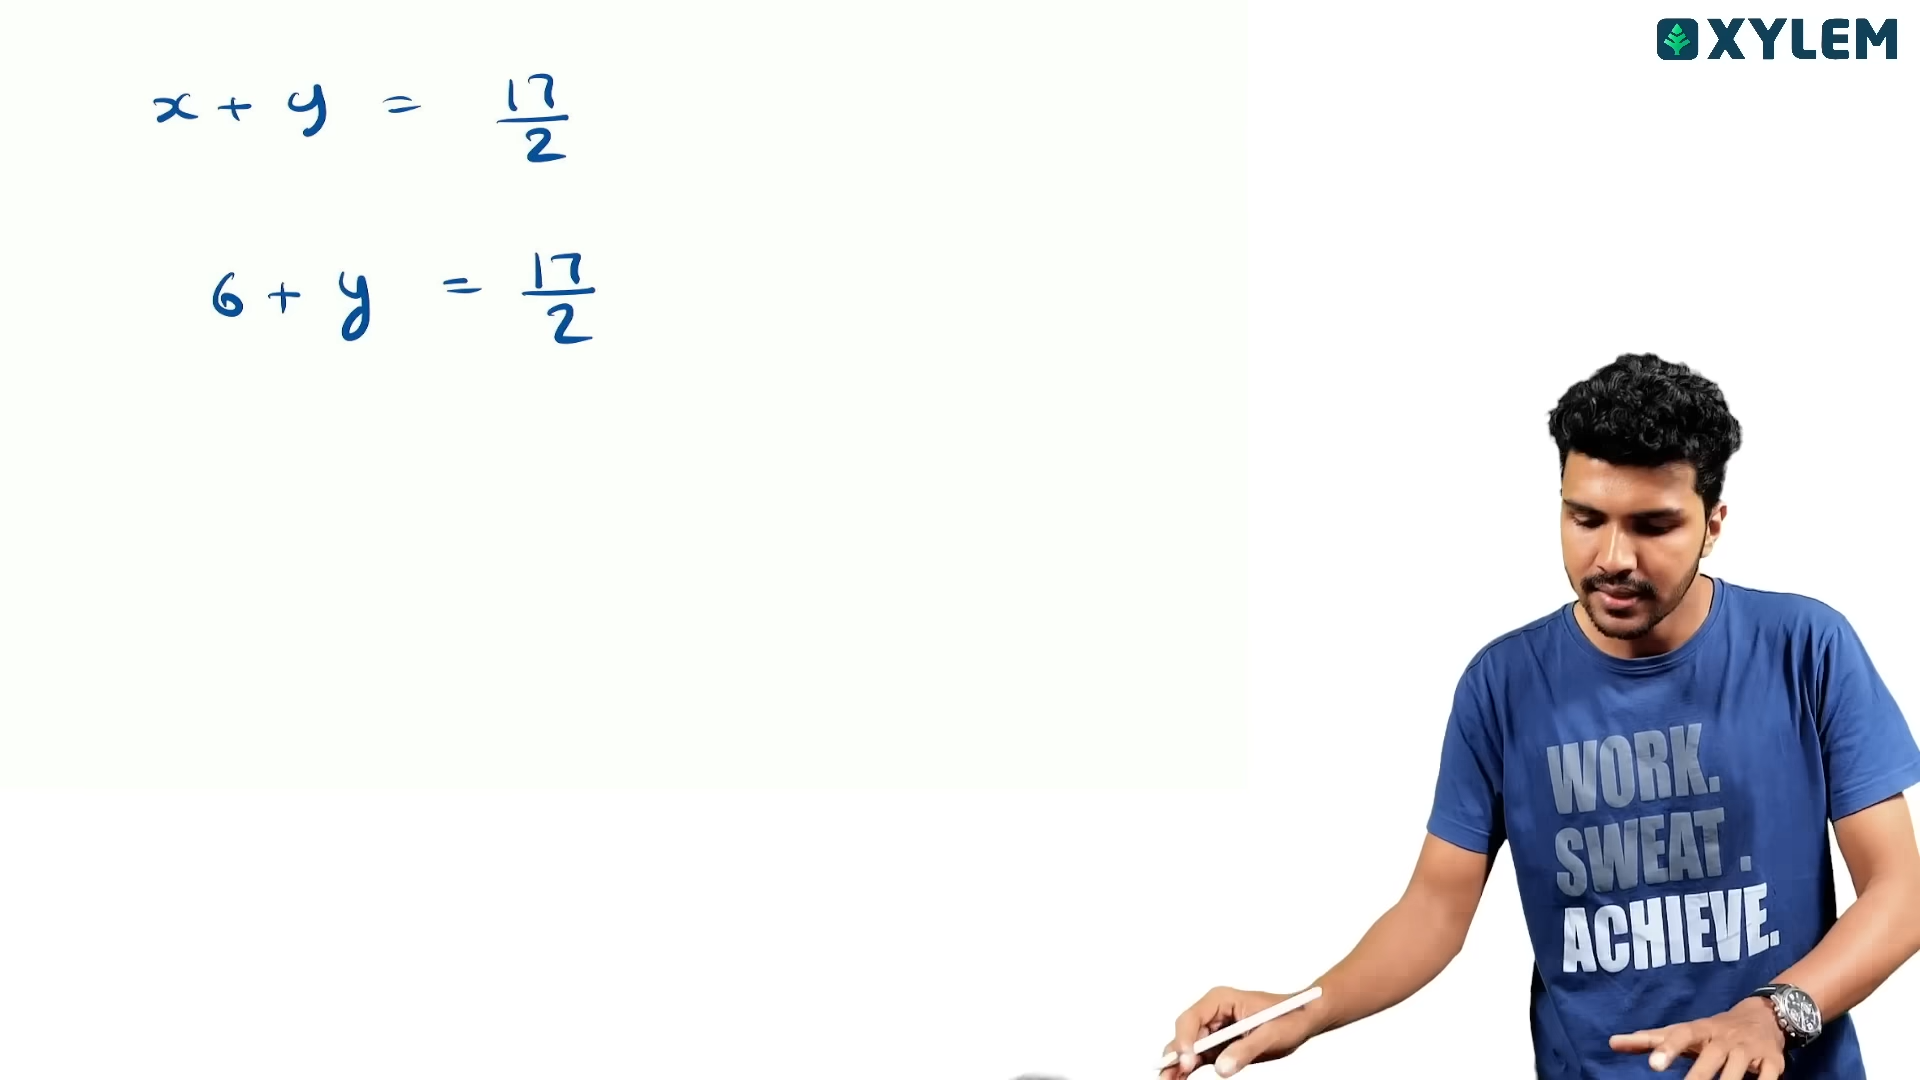 XYLEM
x + y = 17/2
6 + y = 17/2
WORK.
SWEAT.
ACHIEVE.